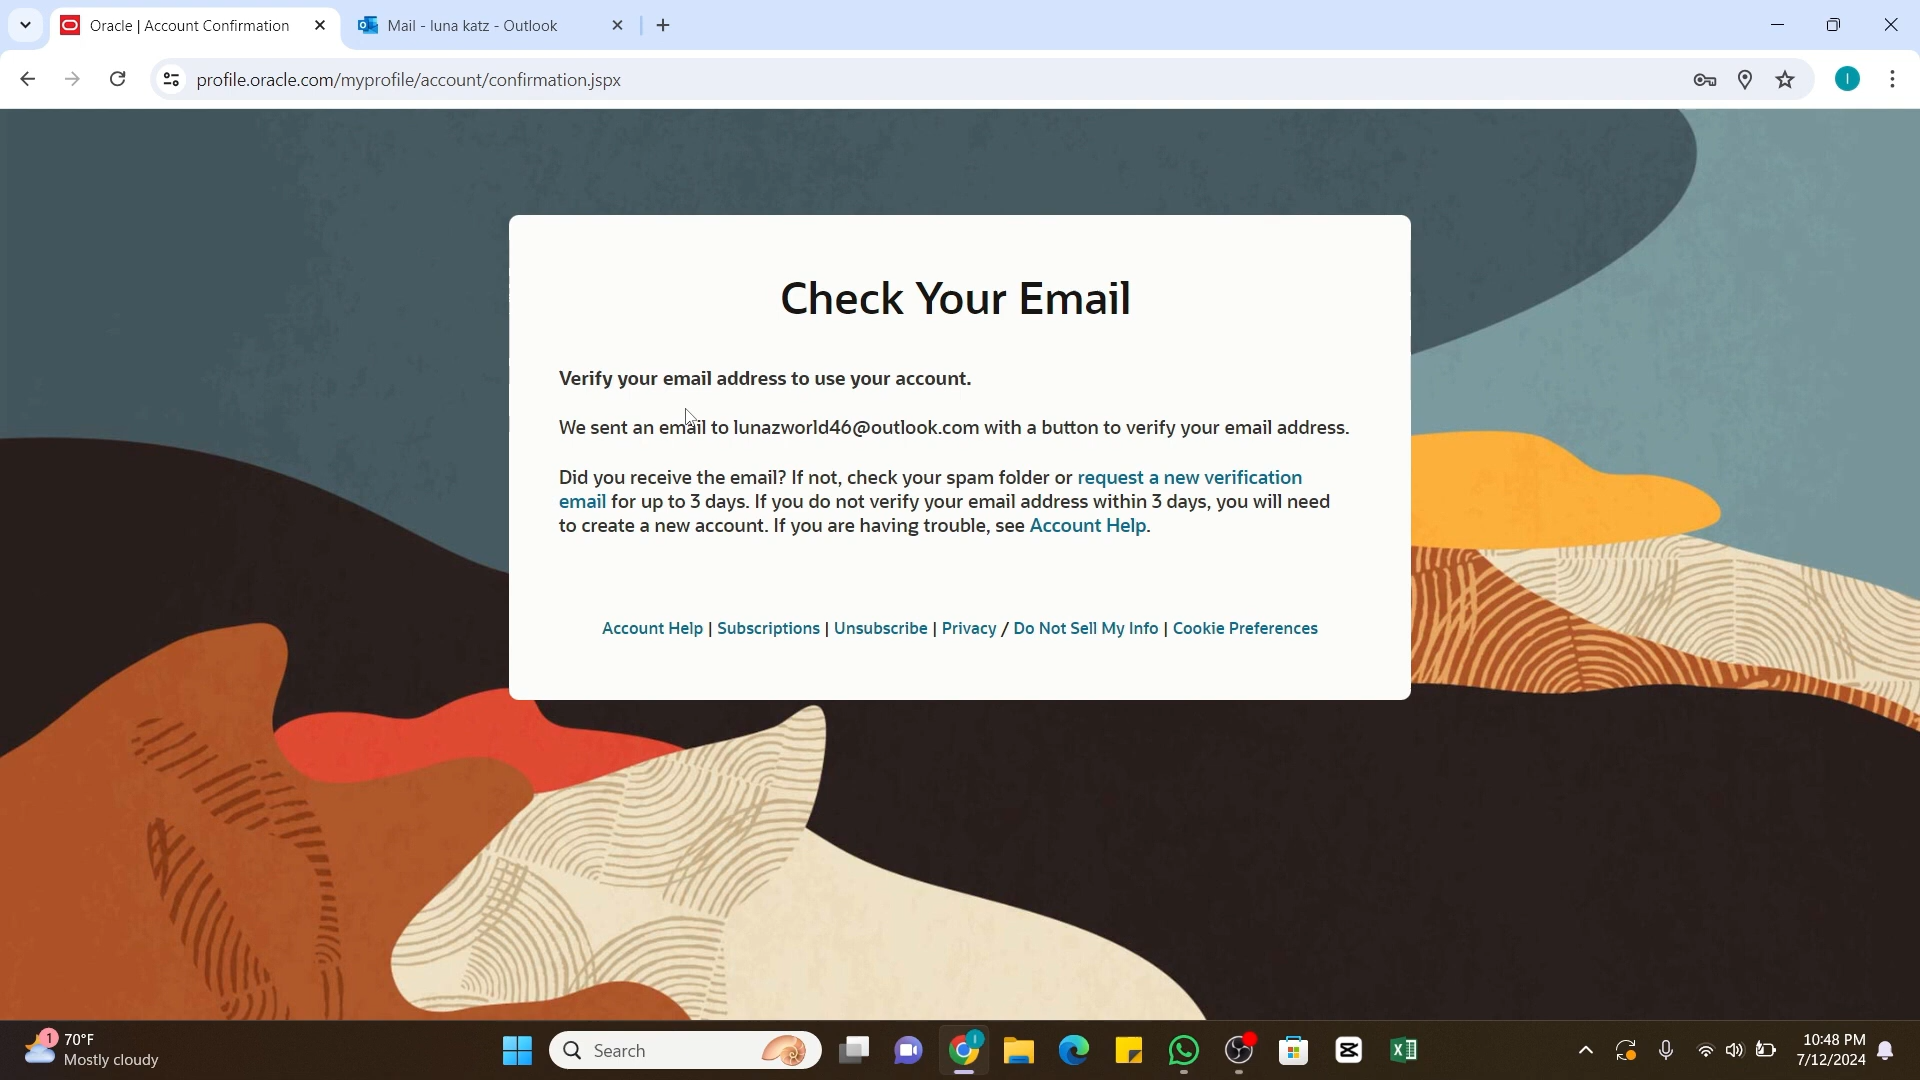 Oracle | Account Confirmation
Mail - luna katz - Outlook
profile.oracle.com/myprofile/account/confirmation.jspx
I
Check Your Email
Verify your email address to use your account.
We sent an email to lunazworld46@outlook.com with a button to verify your email address.
Did you receive the email? If not, check your spam folder or request a new verification
email for up to 3 days. If you do not verify your email address within 3 days, you will need
to create a new account. If you are having trouble, see Account Help.
Account Help | Subscriptions | Unsubscribe | Privacy / Do Not Sell My Info | Cookie Preferences
1
70°F
Mostly cloudy
Search
10:48 PM
7/12/2024